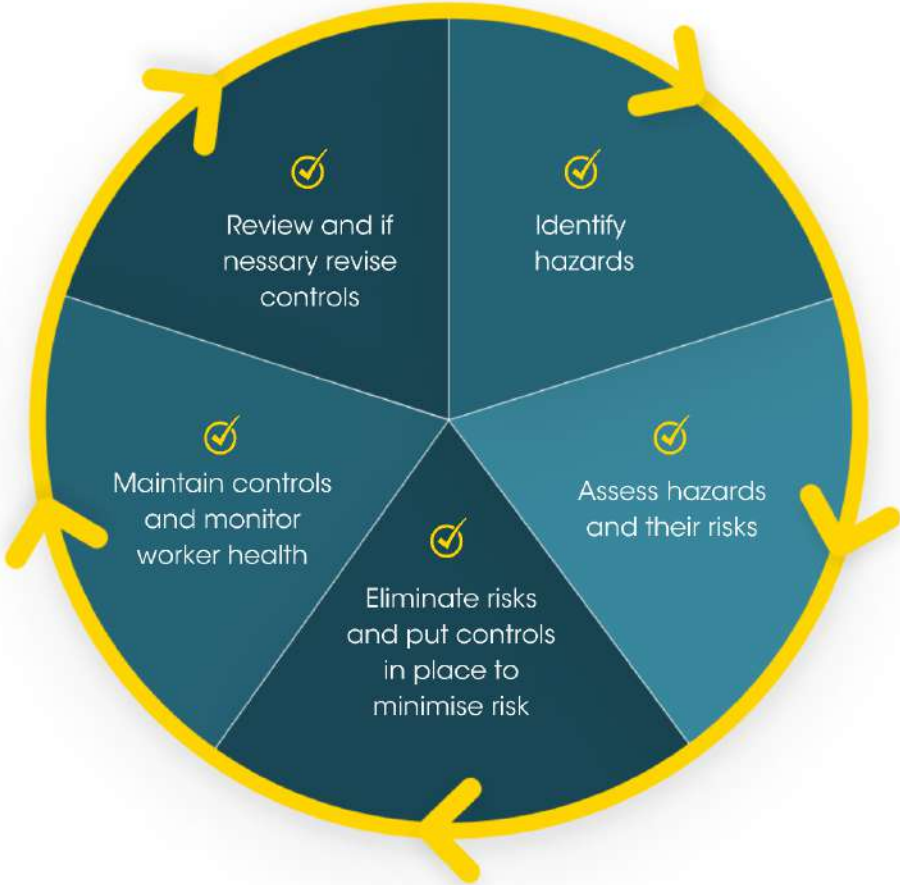 Identify
hazards
Assess hazards
and their risks
Eliminate risks
and put controls
in place to
minimise risk
Maintain controls
and monitor
worker health
Review and if
nessary revise
controls